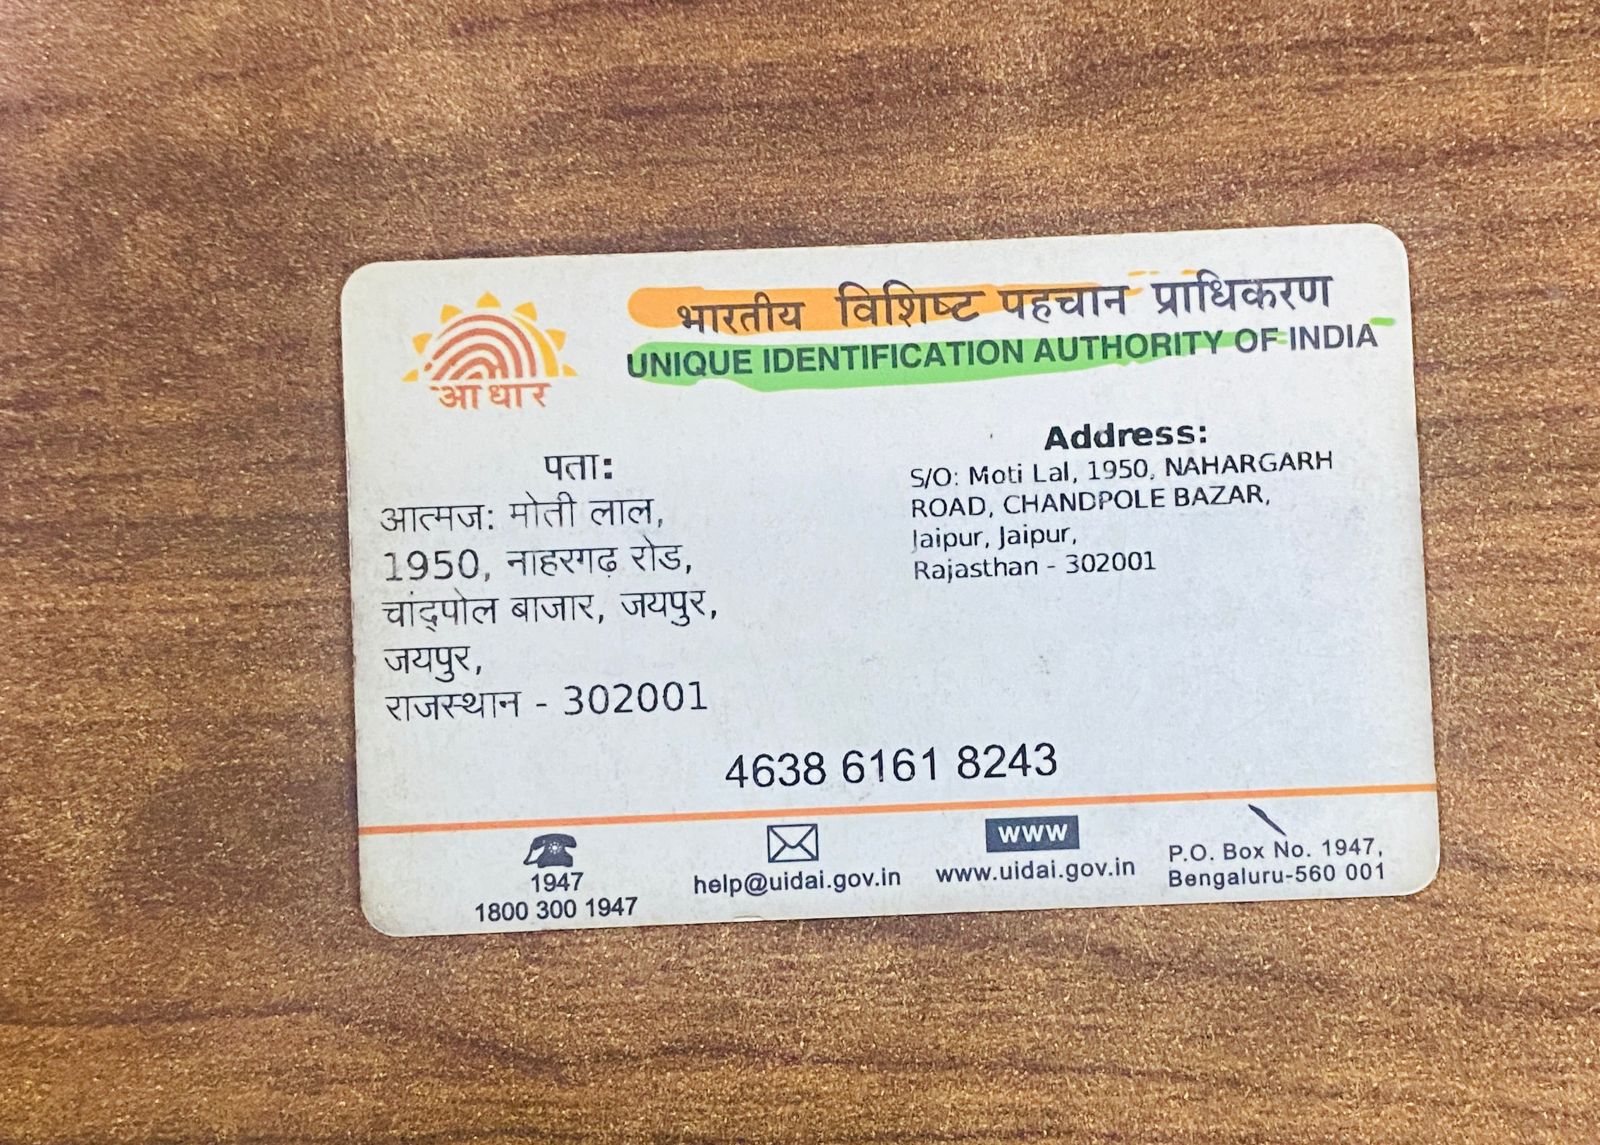 आधार
भारतीय विशिष्ट पहचान प्राधिकरण
UNIQUE IDENTIFICATION AUTHORITY OF INDIA
पता:
आत्मज: मोती लाल,
1950, नाहरगढ़ रोड,
चांद्पोल बाजार, जयपुर,
जयपुर,
राजस्थान - 302001
Address:
S/O: Moti Lal, 1950, NAHARGARH
ROAD, CHANDPOLE BAZAR,
Jaipur, Jaipur,
Rajasthan - 302001
4638 6161 8243
1947
1800 300 1947
help@uidai.gov.in
www
www.uidai.gov.in
P.O. Box No. 1947,
Bengaluru-560 001